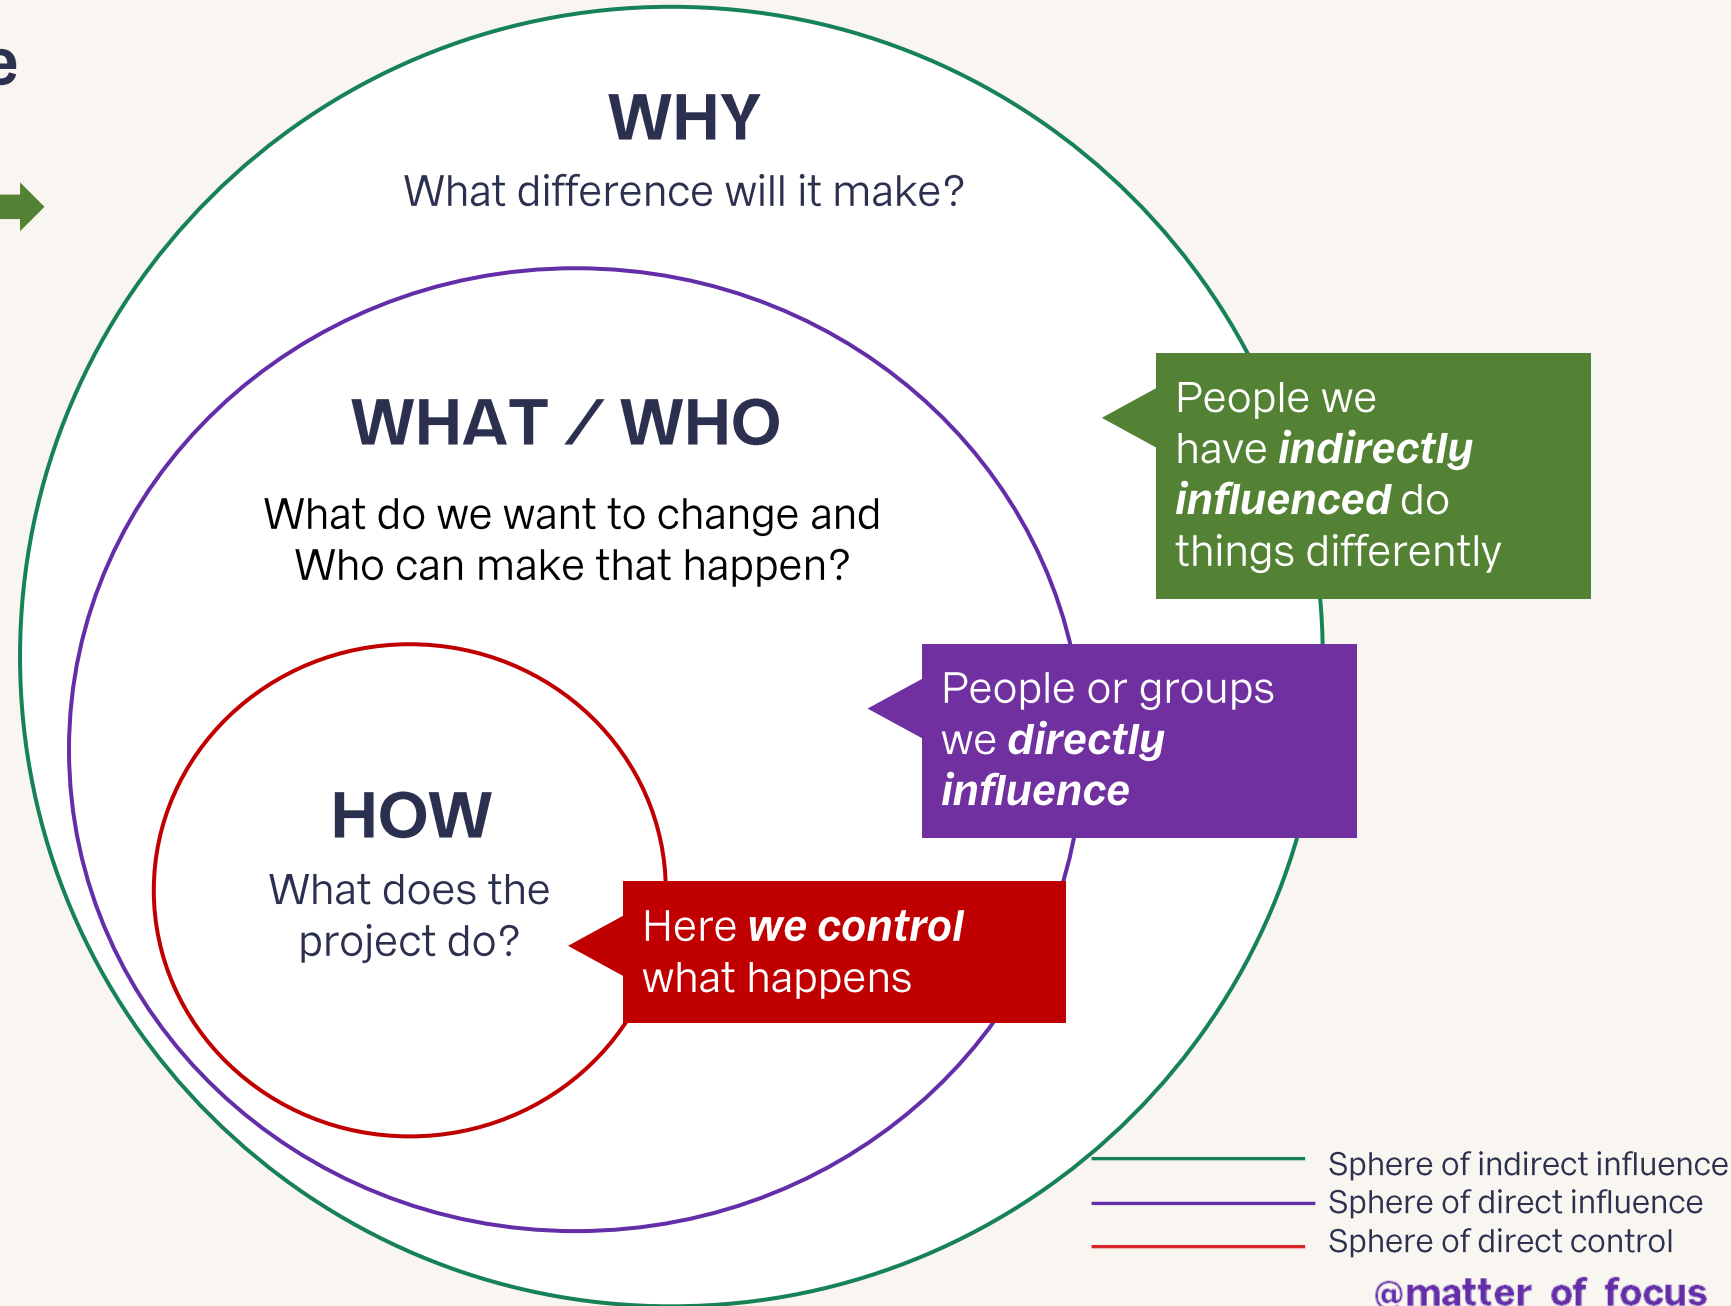 e
WHY
What difference will it make?
WHAT / WHO
What do we want to change and
Who can make that happen?
People we
have indirectly
influenced do
things differently
People or groups
we directly
influence
HOW
What does the
project do?
Here we control
what happens
Sphere of indirect influence
Sphere of direct influence
Sphere of direct control
@matter_of_focus